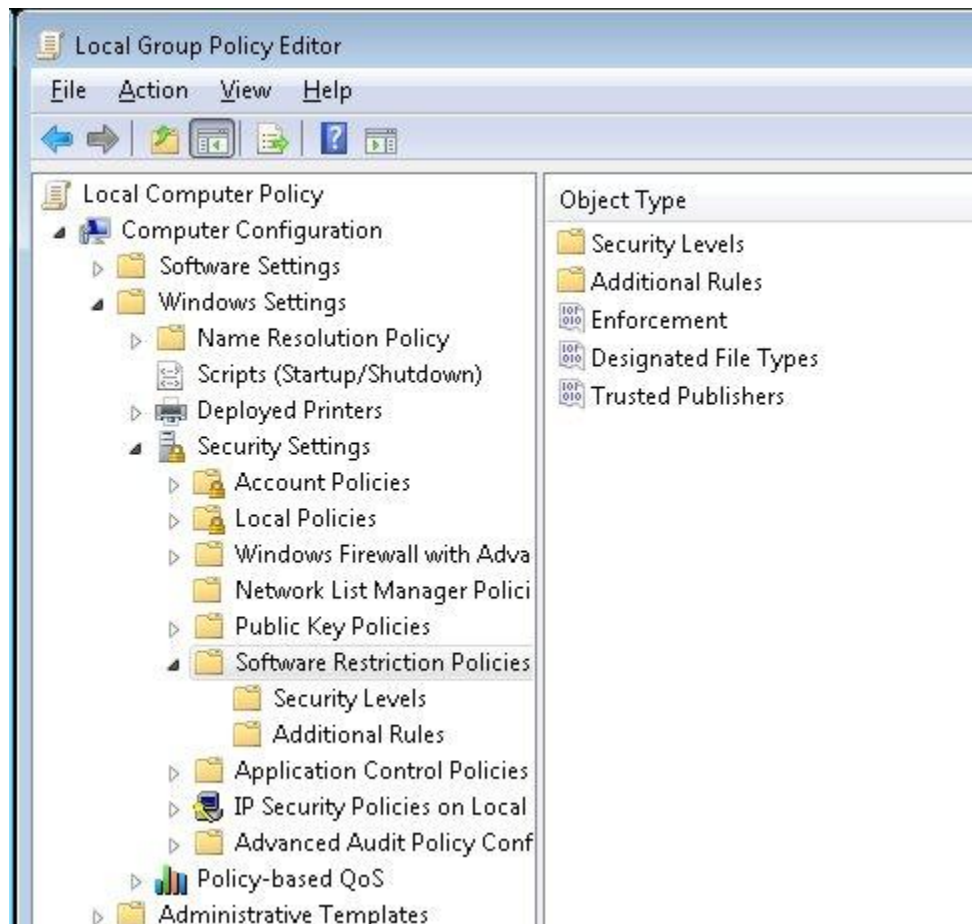 Local Group Policy Editor
File Action View Help
Local Computer Policy
Computer Configuration
Software Settings
Windows Settings
Name Resolution Policy
Scripts (Startup/Shutdown)
Deployed Printers
Security Settings
Account Policies
Local Policies
Windows Firewall with Adva
Network List Manager Polici
Public Key Policies
Software Restriction Policies
Security Levels
Additional Rules
Application Control Policies
IP Security Policies on Local
Advanced Audit Policy Conf
Policy-based QoS
Administrative Templates
Object Type
Security Levels
Additional Rules
Enforcement
Designated File Types
Trusted Publishers